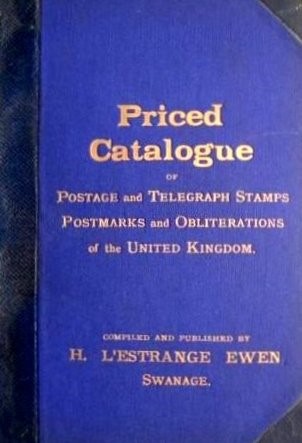 Priced
Catalogue
OF
POSTAGE and TELEGRAPH STAMPS
POSTMARKS and OBLITERATIONS
of the UNITED KINGDOM.
COMPILED AND PUBLISHED BY
H. L'ESTRANGE EWEN
SWANAGE.